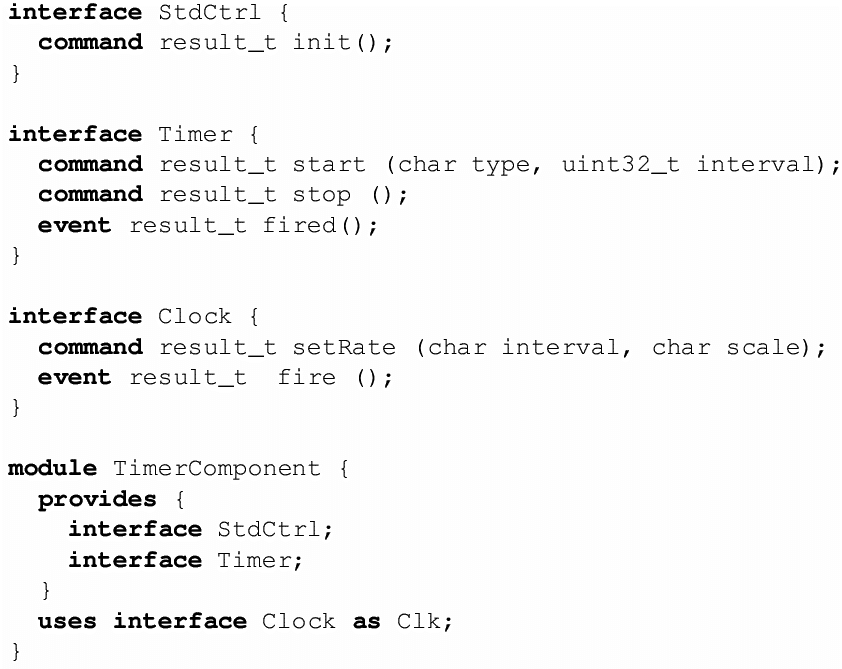 interface StdCtrl {
command result_t init();
}
interface Timer {
command result_t start (char type, uint32_t interval);
command result_t stop ();
event result_t fired();
}
interface Clock {
command result_t setRate (char interval, char scale);
event result_t fire ();
}
module TimerComponent {
provides {
interface StdCtrl;
interface Timer;
}
uses interface Clock as Clk;
}